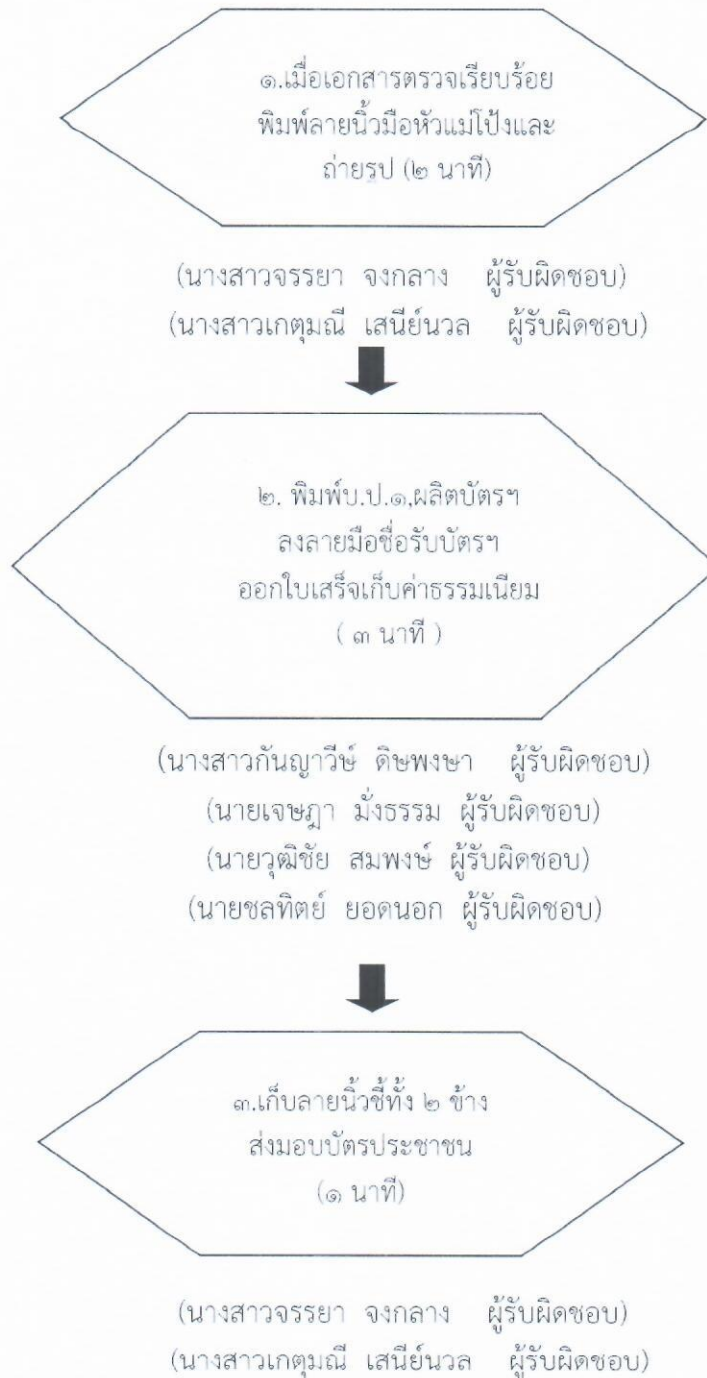 ๑.เมื่อเอกสารตรวจเรียบร้อย
พิมพ์ลายนิ้วมือหัวแม่โป้งและ
ถ่ายรูป (๒ นาที)
(นางสาวจรรยา จงกลาง ผู้รับผิดชอบ)
(นางสาวเกตุมณี เสนีย์นวล ผู้รับผิดชอบ)
๒. พิมพ์บ.ป.๑,ผลิตบัตรฯ
ลงลายมือชื่อรับบัตรฯ
ออกใบเสร็จเก็บค่าธรรมเนียม
( ๓ นาที )
(นางสาวกันญาวีษ์ ดิษพงษา ผู้รับผิดชอบ)
(นายเจษฎา มั่งธรรม ผู้รับผิดชอบ)
(นายวุฒิชัย สมพงษ์ ผู้รับผิดชอบ)
(นายชลทิตย์ ยอดนอก ผู้รับผิดชอบ)
๓.เก็บลายนิ้วชี้ทั้ง ๒ ข้าง
ส่งมอบบัตรประชาชน
(๑ นาที)
(นางสาวจรรยา จงกลาง ผู้รับผิดชอบ)
(นางสาวเกตุมณี เสนีย์นวล ผู้รับผิดชอบ)